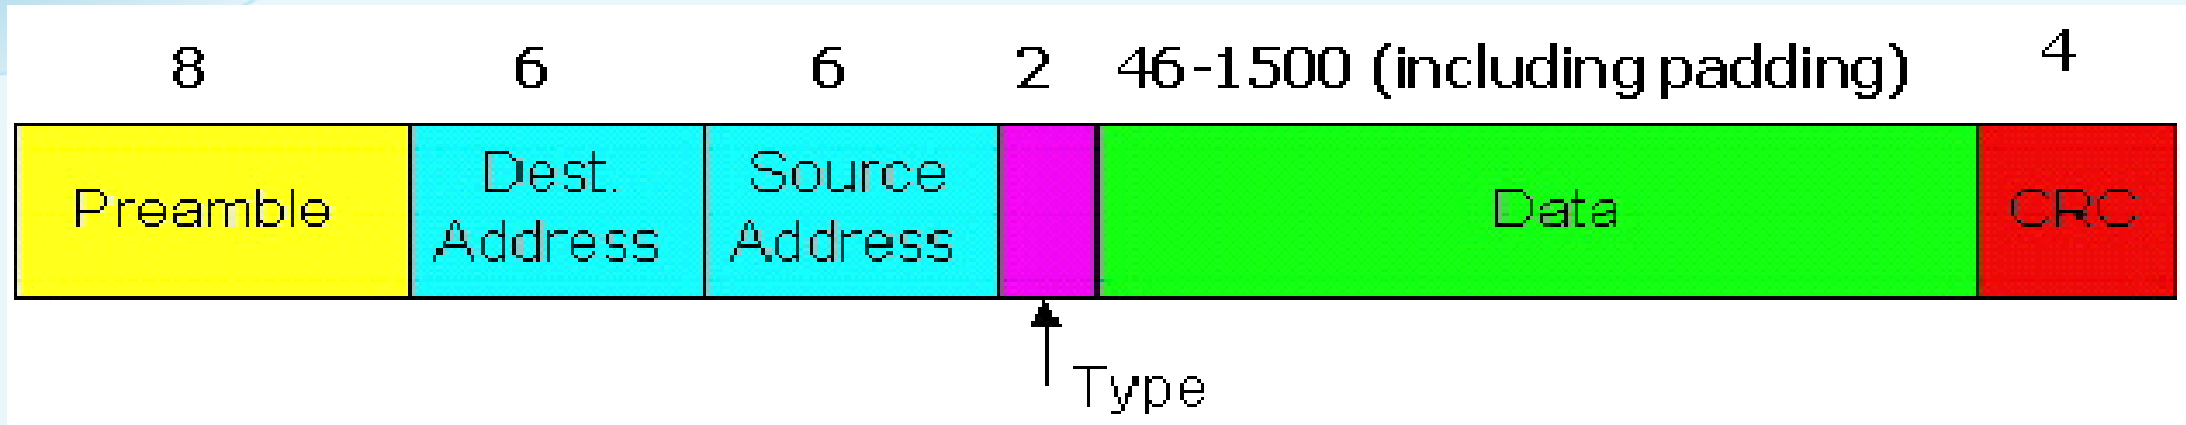 8 6 6 2 46-1500 (including padding) 4
Preamble
Dest.
Address
Source
Address
Data
CRC
Type